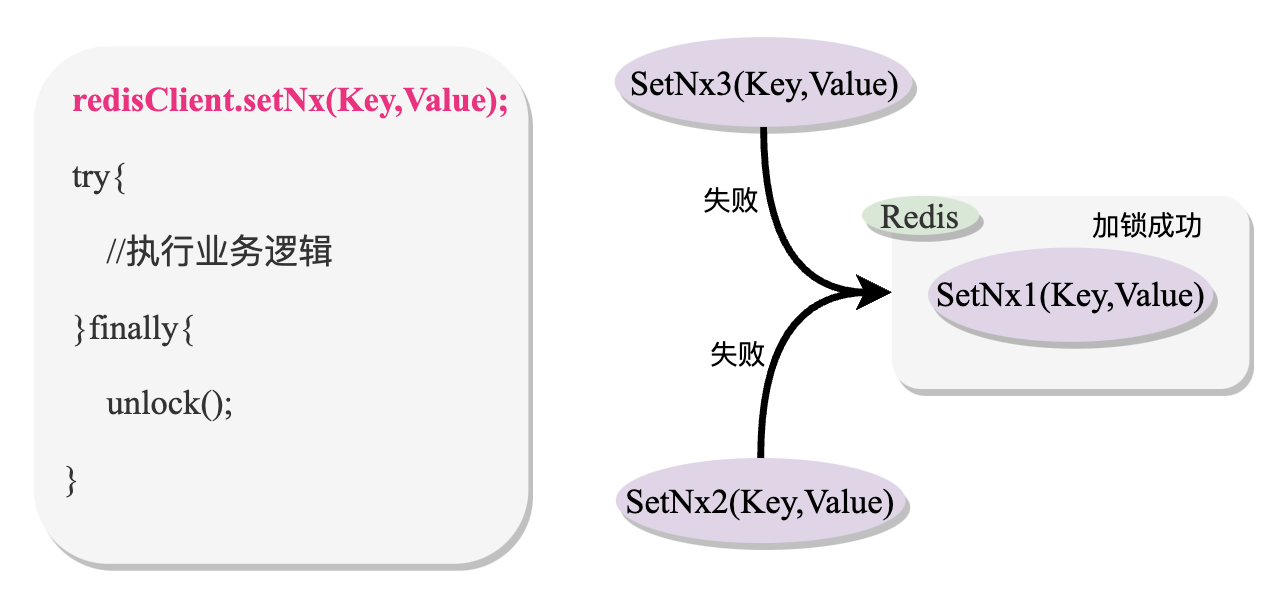 redisClient.setNx(Key,Value);
try{
//执行业务逻辑
}finally{
unlock();
}
SetNx3(Key,Value)
失败
Redis
加锁成功
SetNx1(Key,Value)
失败
SetNx2(Key,Value)